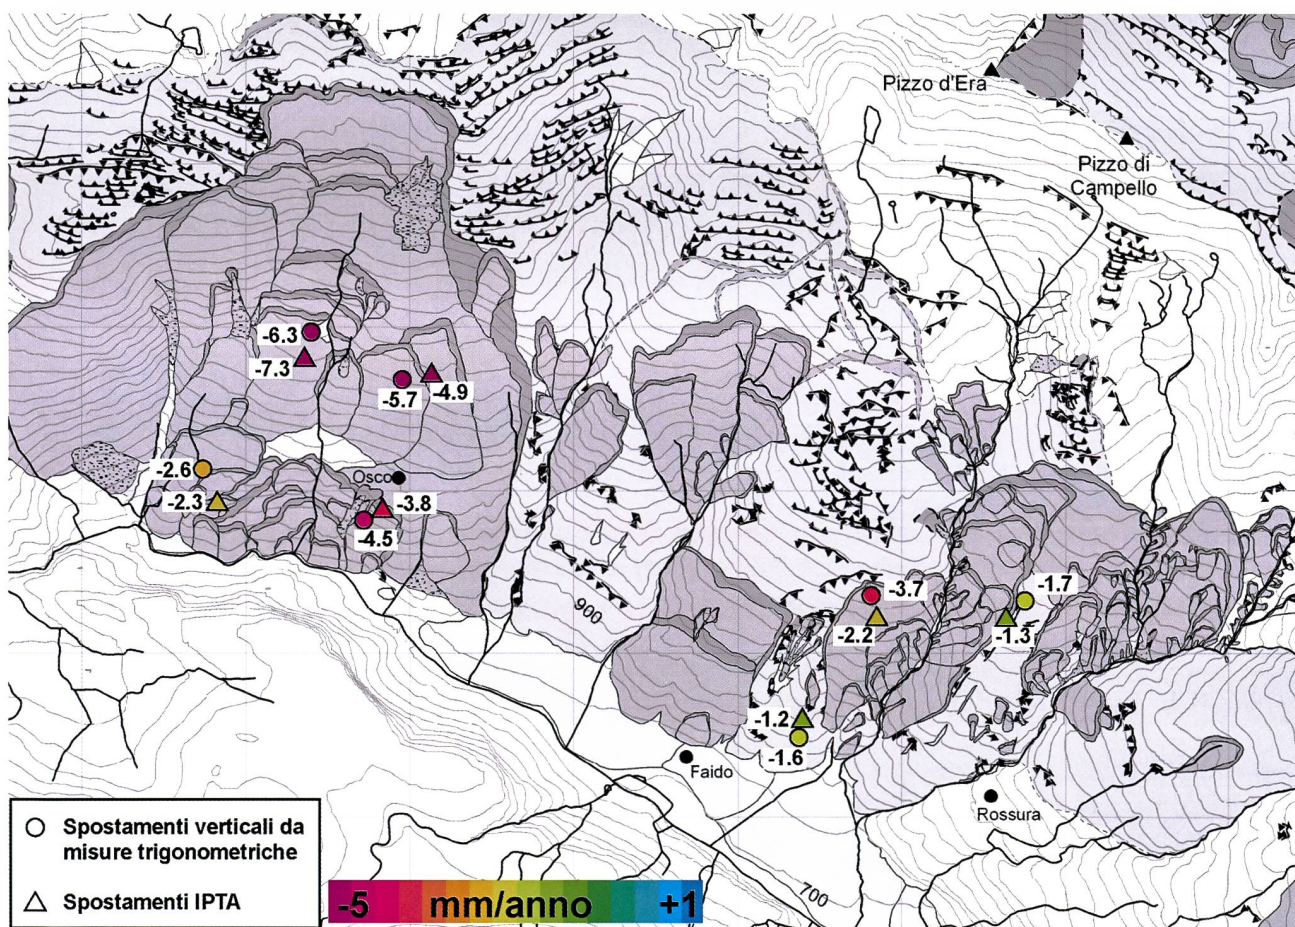 Pizzo d'Era
Pizzo di
Campello
-6.3
-7.3
-5.7
-4.9
-2.6
Osco
-2.3
-3.8
-4.5
900
-3.7
-1.7
-2.2
-1.3
-1.2
-1.6
Faido
Rossura
700
Spostamenti verticali da
misure trigonometriche
Spostamenti IPTA
-5 mm/anno +1